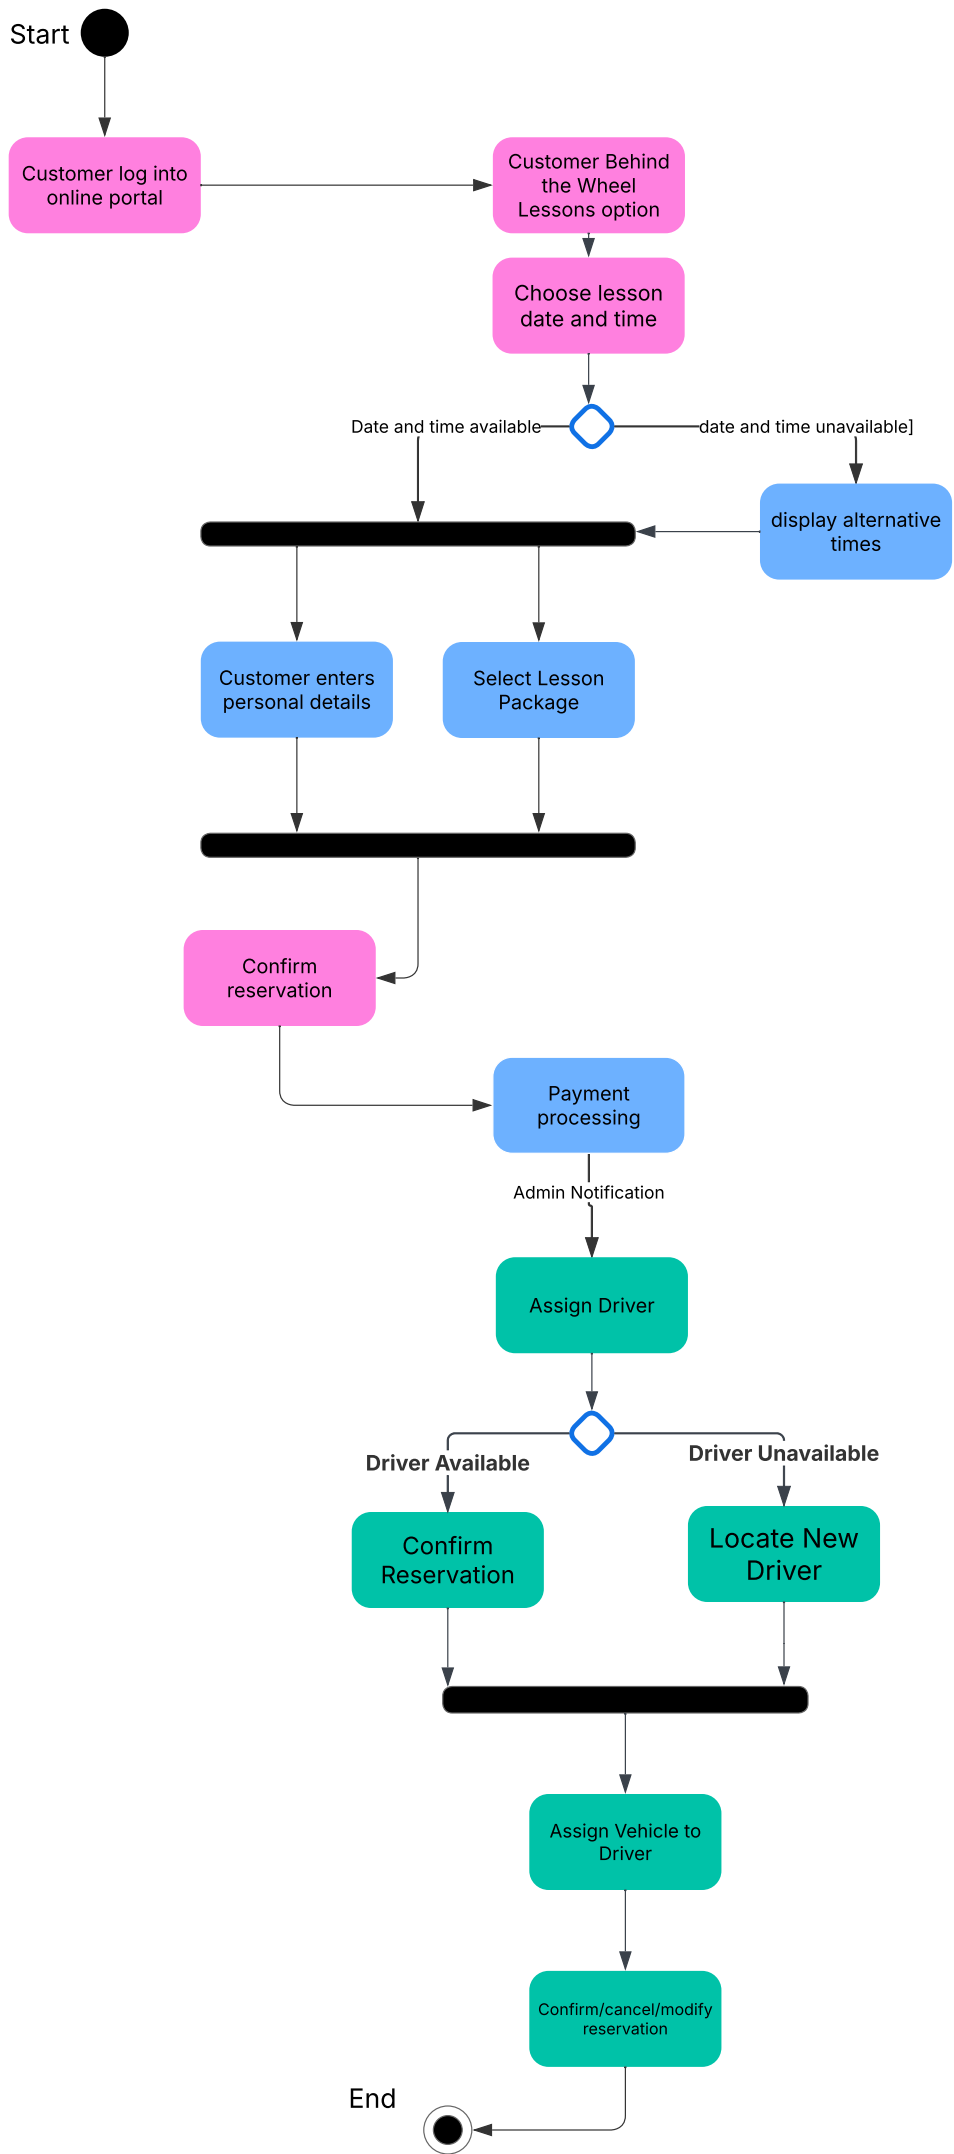 Start
Customer log into
online portal
Customer Behind
the Wheel
Lessons option
Choose lesson
date and time
Date and time available
date and time unavailable]
display alternative
times
Customer enters
personal details
Select Lesson
Package
Confirm
reservation
Payment
processing
Admin Notification
Assign Driver
Driver Available
Driver Unavailable
Confirm
Reservation
Locate New
Driver
Assign Vehicle to
Driver
Confirm/cancel/modify
reservation
End